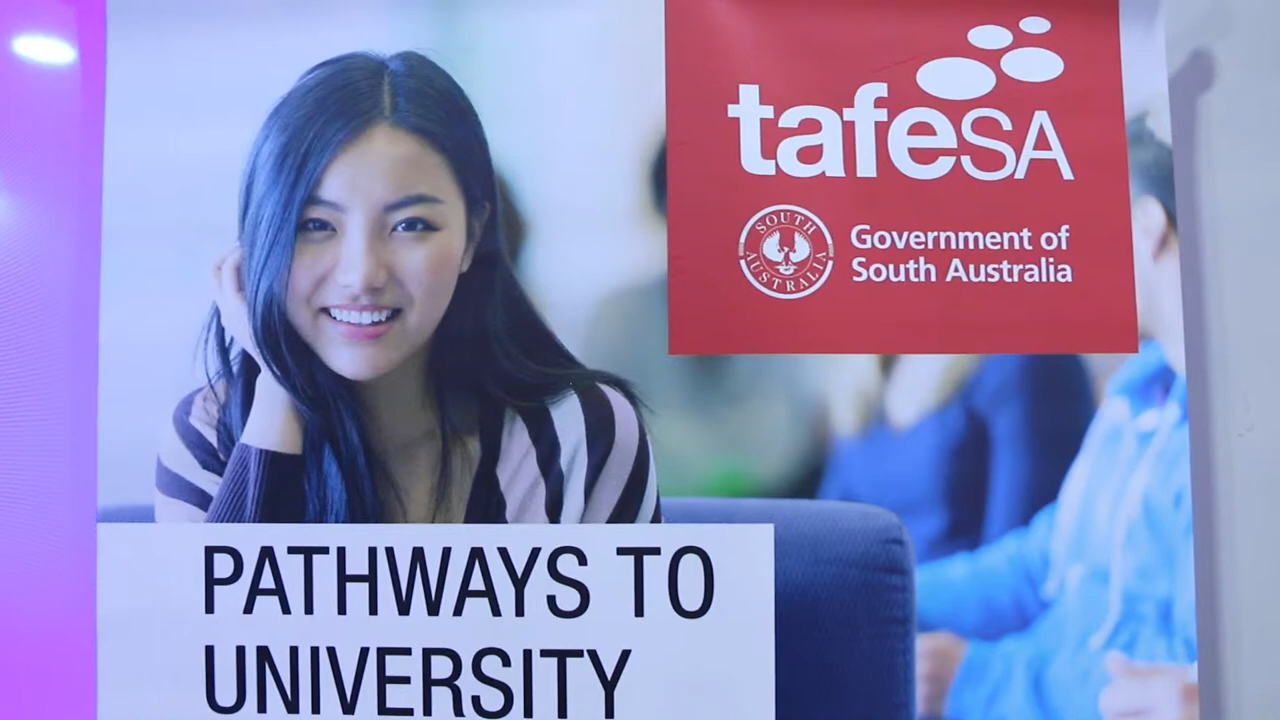 tafeSA
SOUTH
AUSTRALIA
Government of
South Australia
PATHWAYS TO
UNIVERSITY